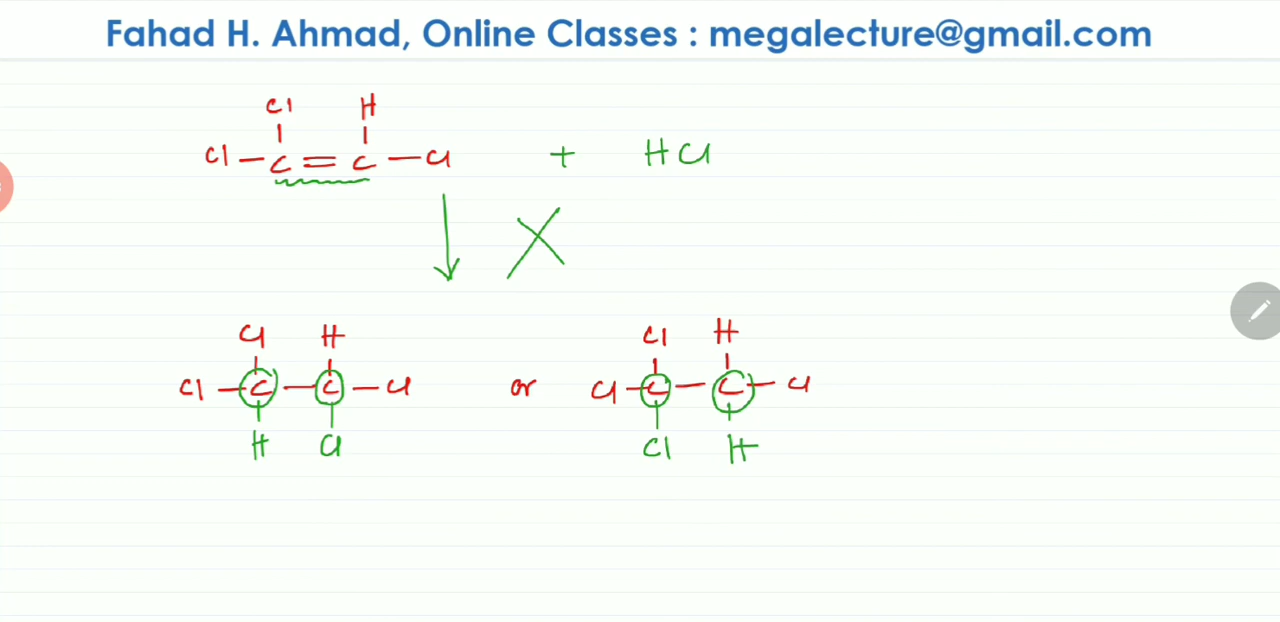 Fahad H. Ahmad, Online Classes : megalecture@gmail.com
Cl H
Cl — C = C — Cl + HCl
Cl H Cl H
Cl — C — C — Cl or Cl — C — C — Cl
H Cl Cl H